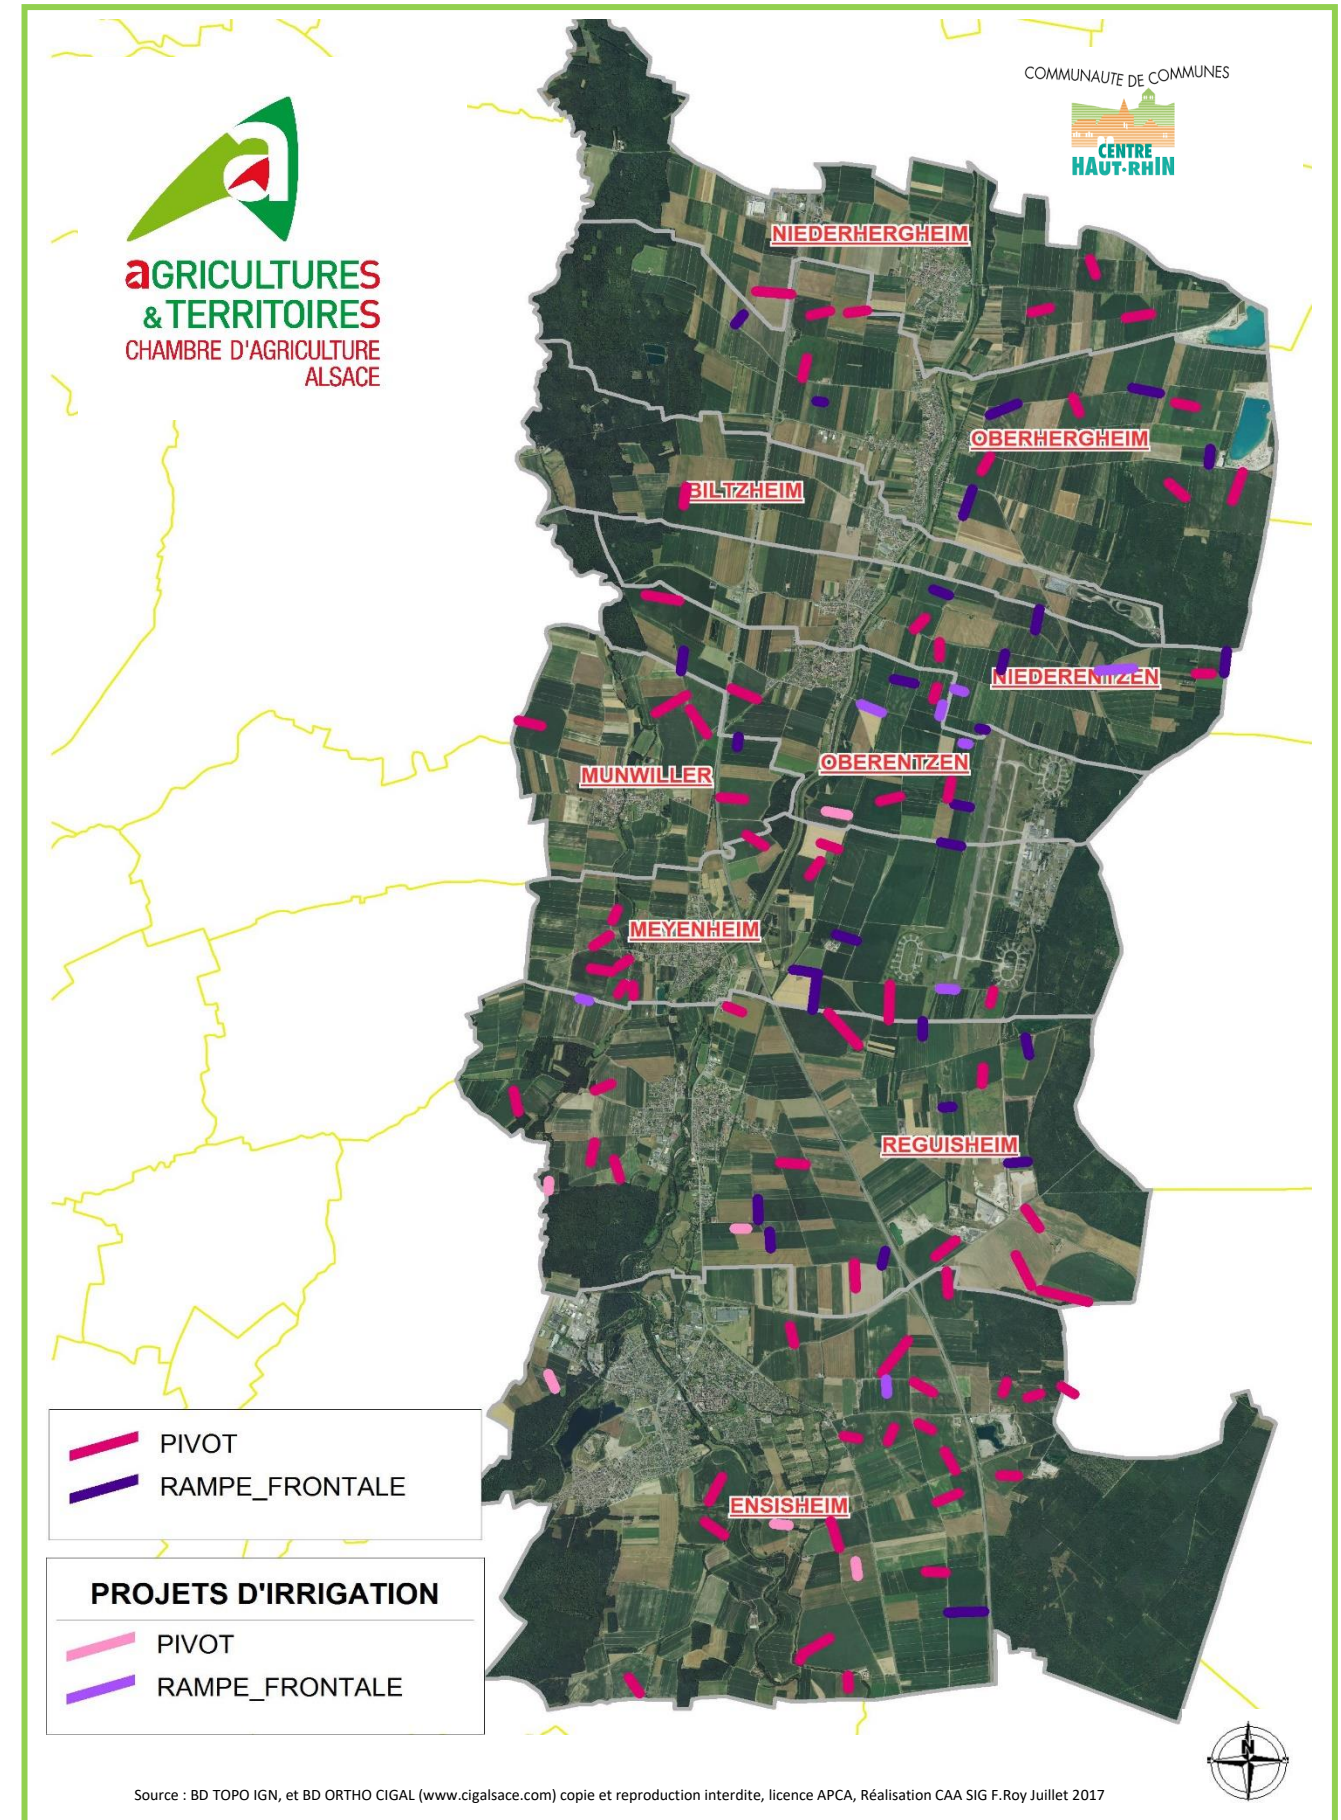 COMMUNAUTE DE COMMUNES
CENTRE
HAUT-RHIN
aGRICULTURES
& TERRITOIRES
CHAMBRE D'AGRICULTURE
ALSACE
NIEDERHERGHEIM
OBERHERGHEIM
BILTZHEIM
NIEDERENTZEN
OBERENTZEN
MUNWILLER
MEYENHEIM
REGUISHEIM
ENSISHEIM
PIVOT
RAMPE_FRONTALE
PROJETS D'IRRIGATION
PIVOT
RAMPE_FRONTALE
N
Source : BD TOPO IGN, et BD ORTHO CIGAL (www.cigalsace.com) copie et reproduction interdite, licence APCA, Réalisation CAA SIG F.Roy Juillet 2017